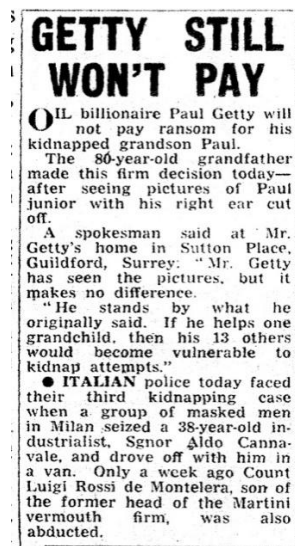 GETTY STILL
WON'T PAY
OIL billionaire Paul Getty will
not pay ransom for his
kidnapped grandson Paul.
The 80-year-old grandfather
made this firm decision today—
after seeing pictures of Paul
junior with his right ear cut
off.
A spokesman said at Mr.
Getty's home in Sutton Place,
Guildford, Surrey: "Mr. Getty
has seen the pictures, but it
makes no difference.
"He stands by what he
originally said. If he helps one
grandchild, then his 13 others
would become vulnerable to
kidnap attempts."
● ITALIAN police today faced
their third kidnapping case
when a group of masked men
in Milan seized a 38-year-old in-
dustrialist, Sgnor Aldo Canna-
vale, and drove off with him in
a van. Only a week ago Count
Luigi Rossi de Montelera, son of
the former head of the Martini
vermouth firm, was also
abducted.